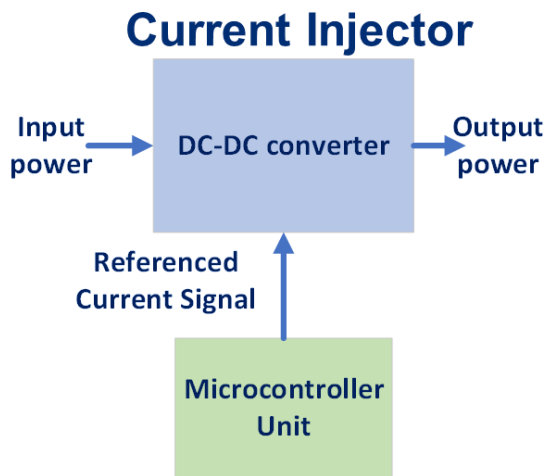 Current Injector
Input
power
DC-DC converter
Output
power
Referenced
Current Signal
Microcontroller
Unit